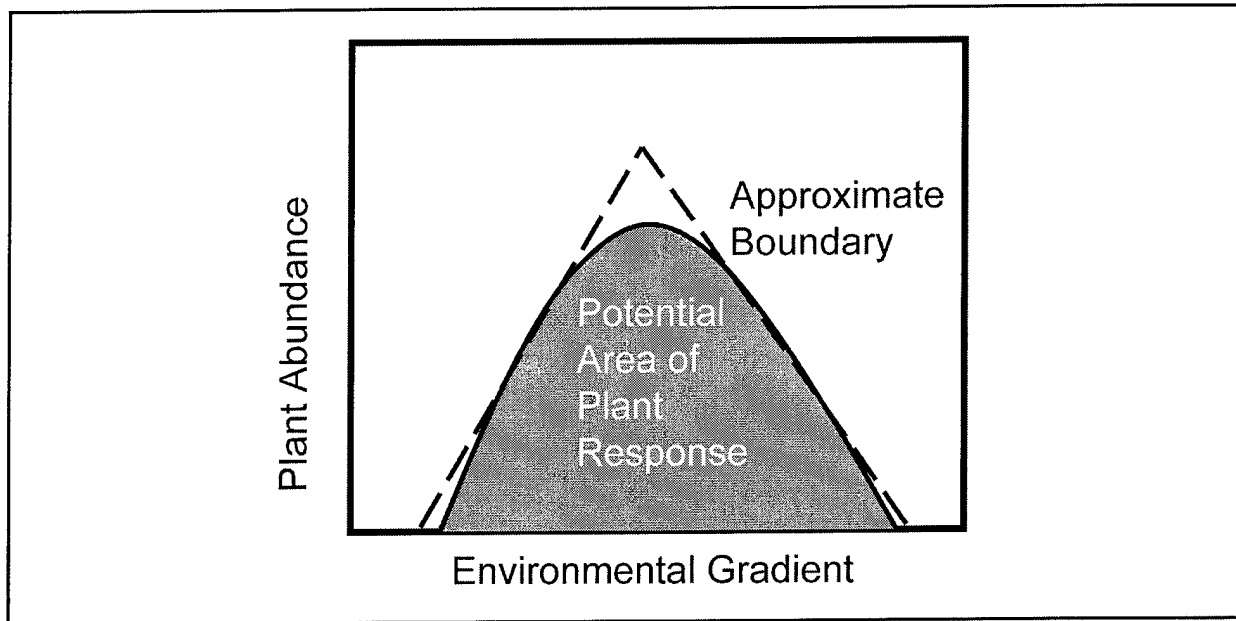 Approximate
Boundary
Plant Abundance
Potential
Area of
Plant
Response
Environmental Gradient